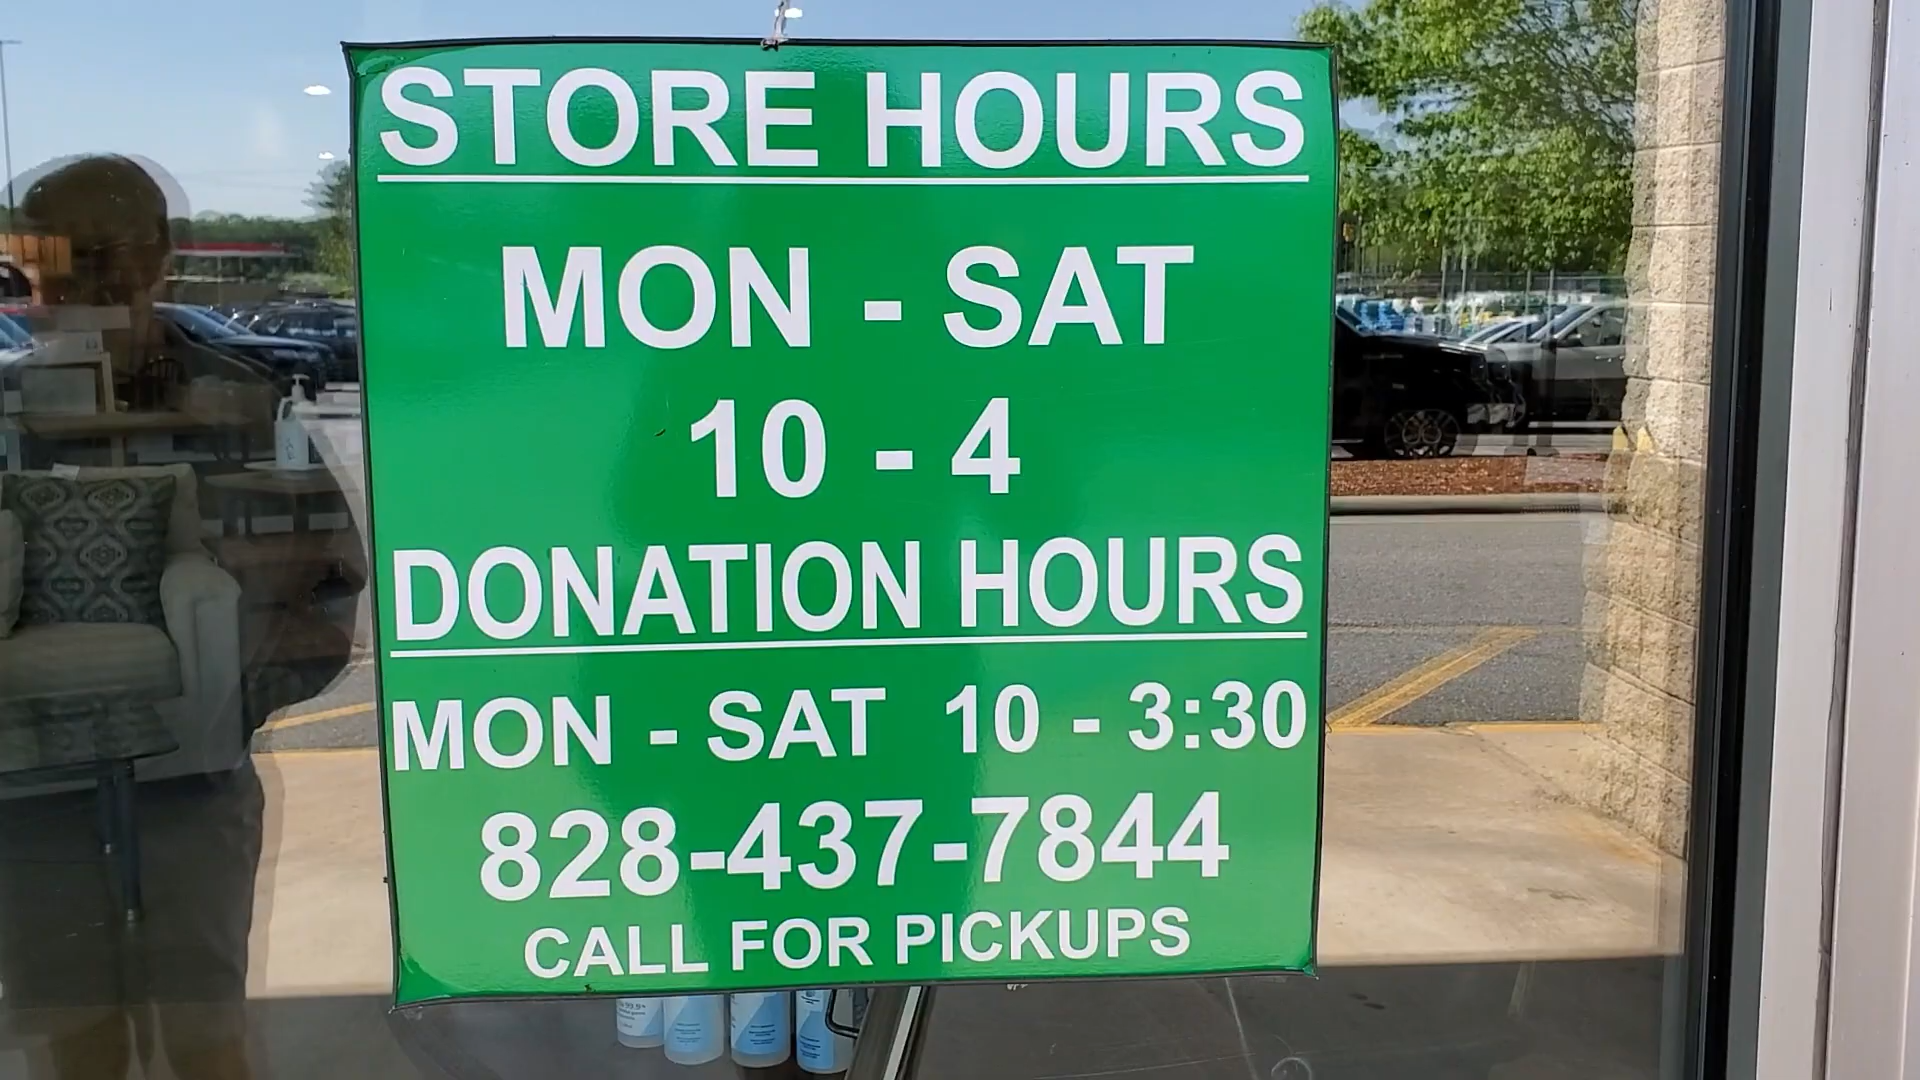 STORE HOURS
MON - SAT
10 - 4
DONATION HOURS
MON - SAT 10 - 3:30
828-437-7844
CALL FOR PICKUPS